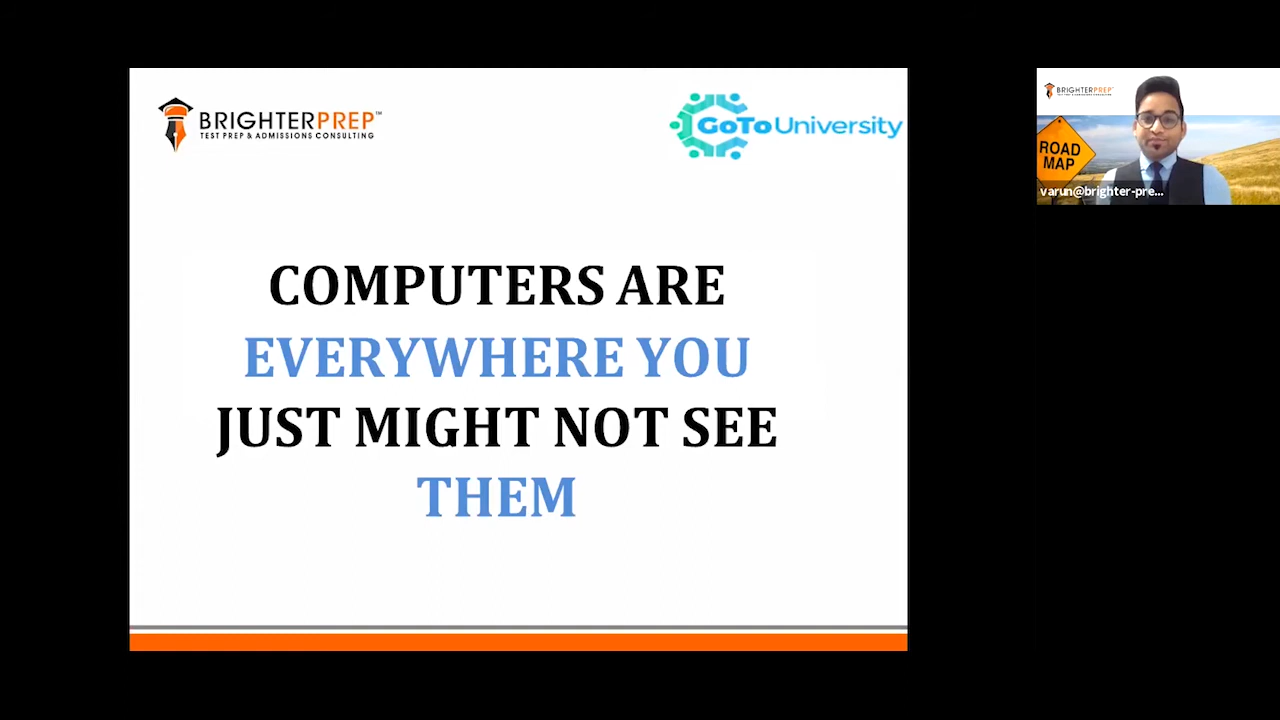 BRIGHTERPREP™
TEST PREP & ADMISSIONS CONSULTING
GoToUniversity
COMPUTERS ARE
EVERYWHERE YOU
JUST MIGHT NOT SEE
THEM
BRIGHTERPREP
ROAD
MAP
varun@brighter-pre...